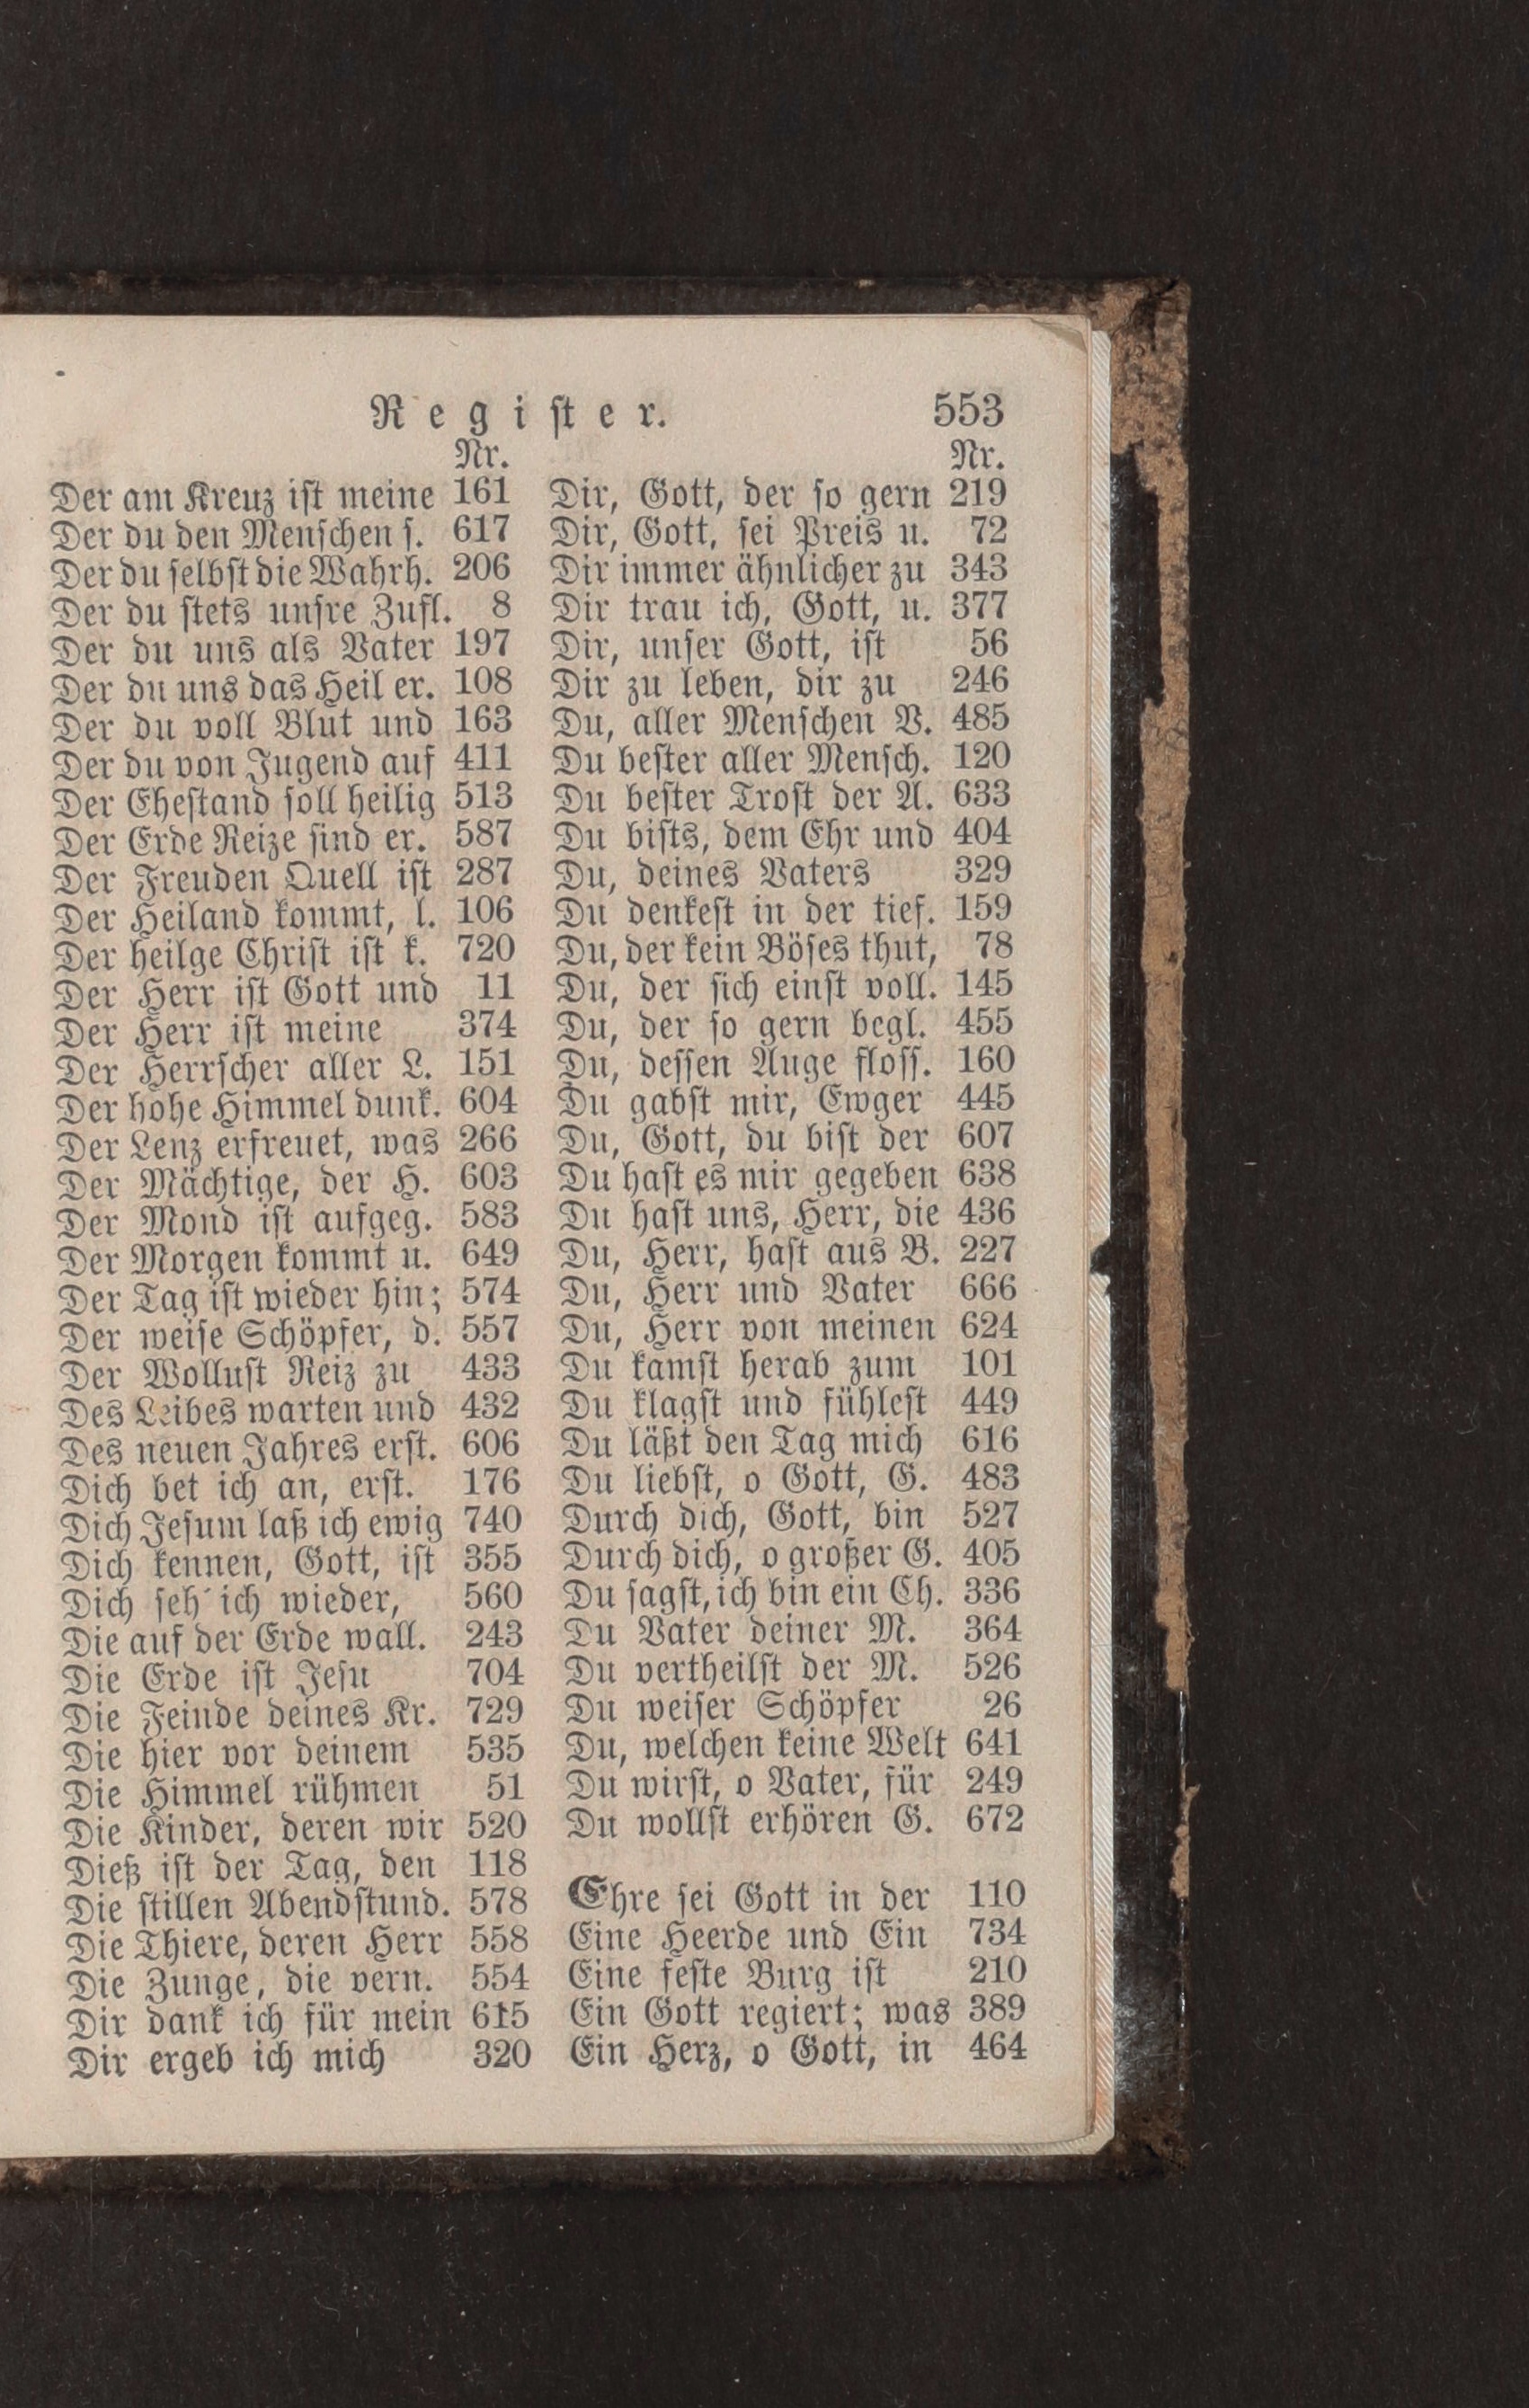 Register. 553
Nr.
Der am Kreuz ist meine 161
Der du den Menschen s. 617
Der du selbst die Wahrh. 206
Der du stets unsre Zufl. 8
Der du uns als Vater 197
Der du uns das Heil er. 108
Der du voll Blut und 163
Der du von Jugend auf 411
Der Ehestand soll heilig 513
Der Erde Reize sind er. 587
Der Freuden Quell ist 287
Der Heiland kommt, l. 106
Der heilge Christ ist k. 720
Der Herr ist Gott und 11
Der Herr ist meine 374
Der Herrscher aller L. 151
Der hohe Himmel dunk. 604
Der Lenz erfreuet, was 266
Der Mächtige, der H. 603
Der Mond ist aufgeg. 583
Der Morgen kommt u. 649
Der Tag ist wieder hin; 574
Der weise Schöpfer, d. 557
Der Wollust Reiz zu 433
Des Leibes warten und 432
Des neuen Jahres erst. 606
Dich bet ich an, erst. 176
Dich Jesum laß ich ewig 740
Dich kennen, Gott, ist 355
Dich seh' ich wieder, 560
Die auf der Erde wall. 243
Die Erde ist Jesu 704
Die Feinde deines Kr. 729
Die hier vor deinem 535
Die Himmel rühmen 51
Die Kinder, deren wir 520
Dieß ist der Tag, den 118
Die stillen Abendstund. 578
Die Thiere, deren Herr 558
Die Zunge, die vern. 554
Dir dank ich für mein 615
Dir ergeb ich mich 320
Nr.
Dir, Gott, der so gern 219
Dir, Gott, sei Preis u. 72
Dir immer ähnlicher zu 343
Dir trau ich, Gott, u. 377
Dir, unser Gott, ist 56
Dir zu leben, dir zu 246
Du, aller Menschen V. 485
Du bester aller Mensch. 120
Du bester Trost der A. 633
Du bists, dem Ehr und 404
Du, deines Vaters 329
Du denkest in der tief. 159
Du, der kein Böses thut, 78
Du, der sich einst voll. 145
Du, der so gern begl. 455
Du, dessen Auge floss. 160
Du gabst mir, Ewger 445
Du, Gott, du bist der 607
Du hast es mir gegeben 638
Du hast uns, Herr, die 436
Du, Herr, hast aus B. 227
Du, Herr und Vater 666
Du, Herr von meinen 624
Du kamst herab zum 101
Du klagst und fühlest 449
Du läßt den Tag mich 616
Du liebst, o Gott, G. 483
Durch dich, Gott, bin 527
Durch dich, o großer G. 405
Du sagst, ich bin ein Ch. 336
Du Vater deiner M. 364
Du vertheilst der M. 526
Du weiser Schöpfer 26
Du, welchen keine Welt 641
Du wirst, o Vater, für 249
Du wollst erhören G. 672
Ehre sei Gott in der 110
Eine Heerde und Ein 734
Eine feste Burg ist 210
Ein Gott regiert; was 389
Ein Herz, o Gott, in 464